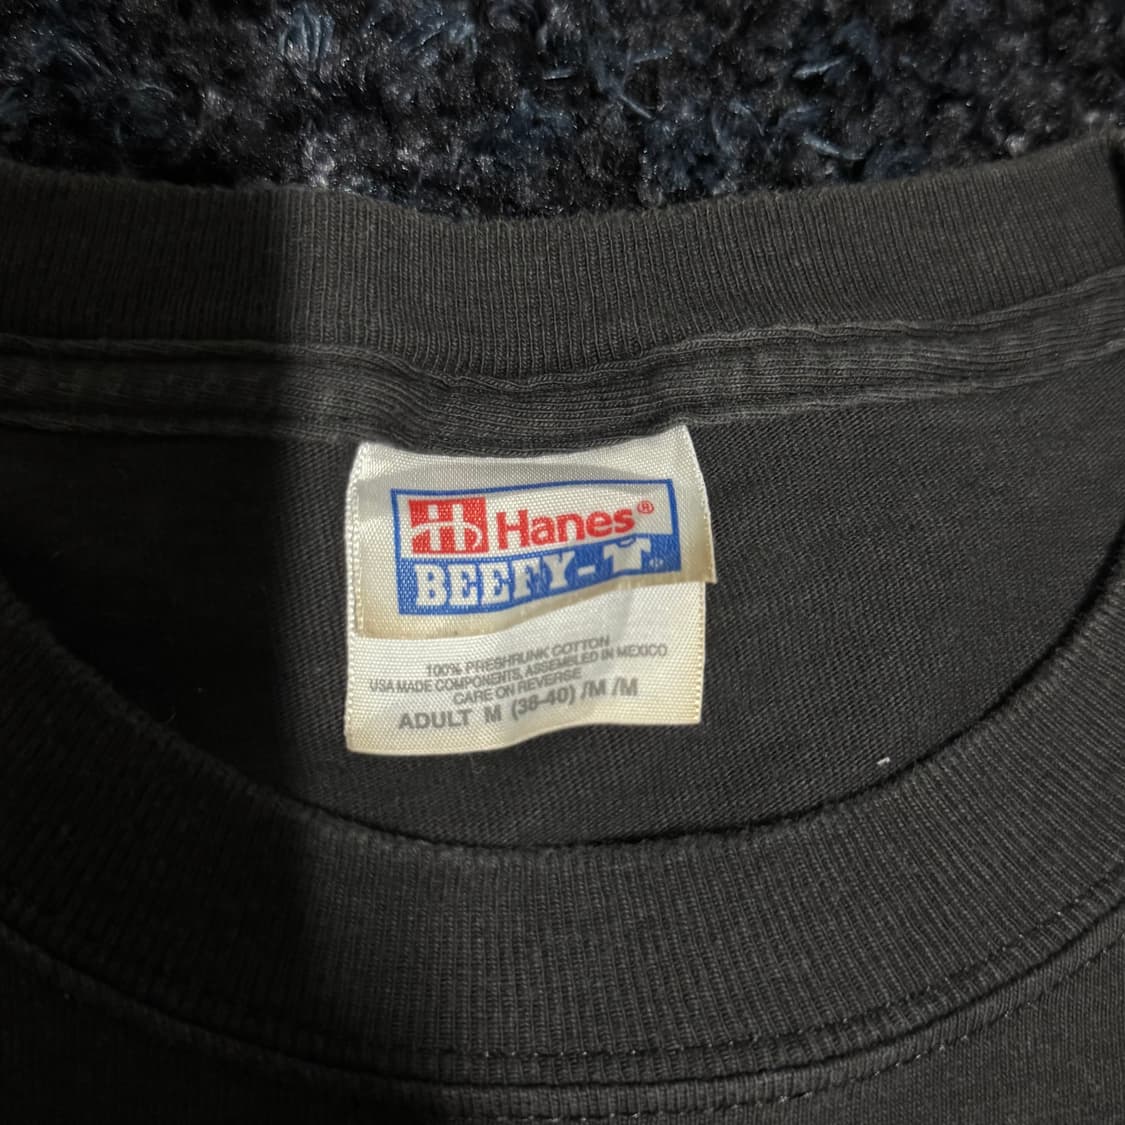 Hanes®
BEEFY-T®
100% PRESHRUNK COTTON
USA MADE COMPONENTS, ASSEMBLED IN MEXICO
CARE ON REVERSE
ADULT M (38-40) /M /M